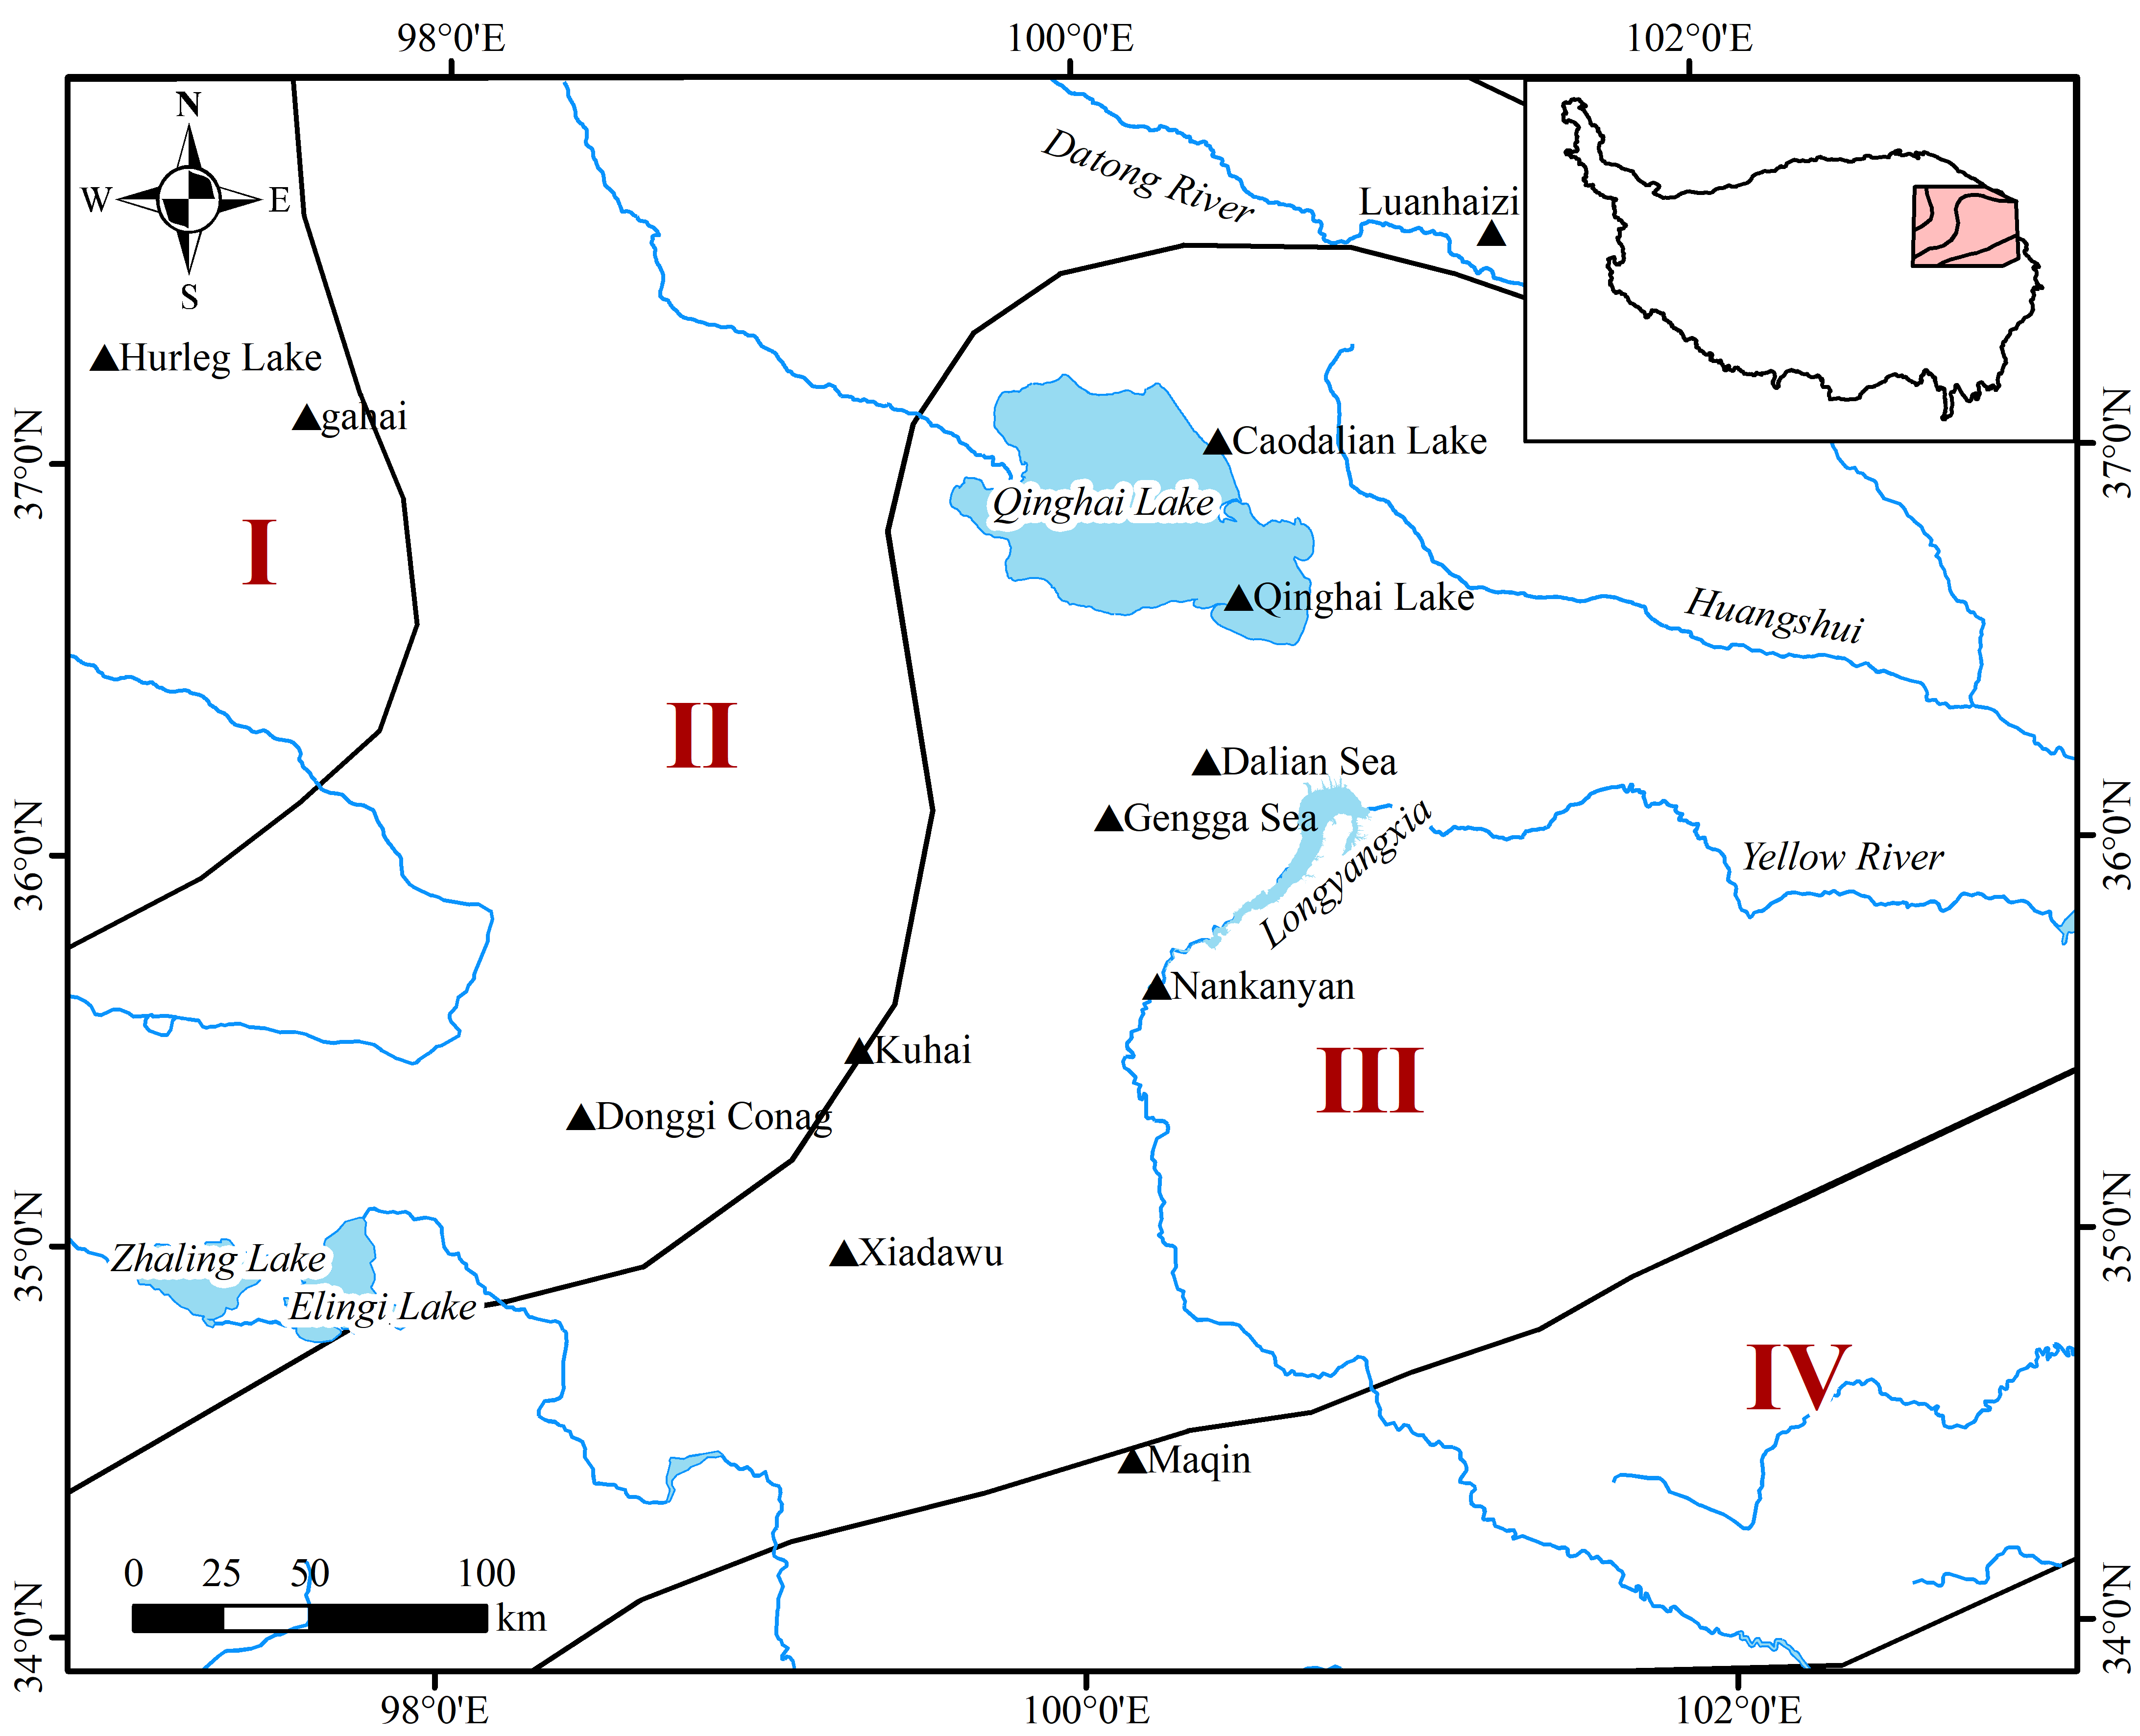 98°0'E
100°0'E
102°0'E
N
W
E
S
Datong River
Luanhaizi
Hurleg Lake
gahai
Caodalian Lake
37°0'N
37°0'N
Qinghai Lake
I
Qinghai Lake
Huangshui
II
Dalian Sea
Gengga Sea
Longyangxia
Yellow River
36°0'N
36°0'N
Nankanyan
Kuhai
III
Donggi Conag
Xiadawu
Zhaling Lake
Elingi Lake
35°0'N
35°0'N
IV
Maqin
0
25
50
100
km
34°0'N
34°0'N
98°0'E
100°0'E
102°0'E